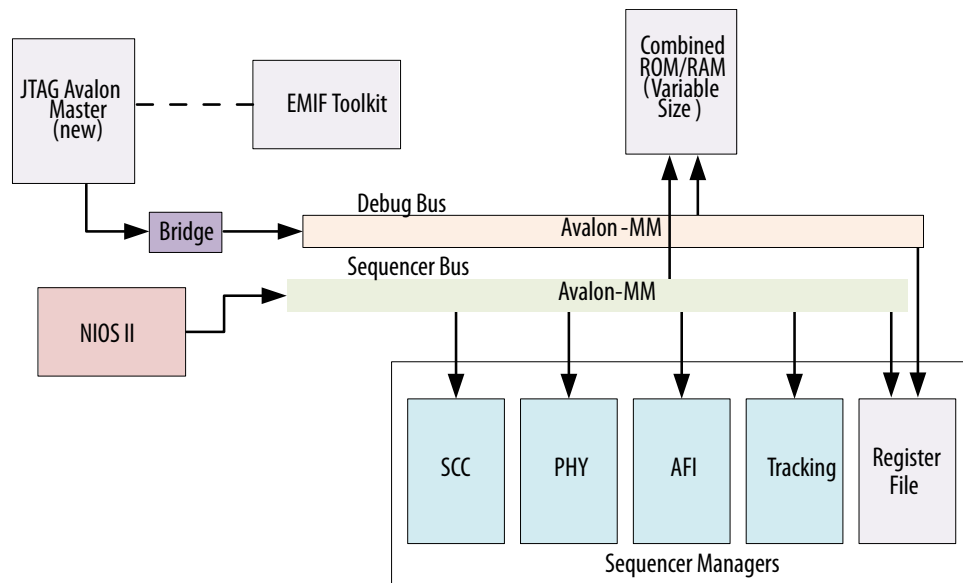 JTAG Avalon
Master
(new)
EMIF Toolkit
Combined
ROM/RAM
(Variable
Size )
Debug Bus
Bridge
Avalon -MM
Sequencer Bus
Avalon-MM
NIOS II
SCC
PHY
AFI
Tracking
Register
File
Sequencer Managers